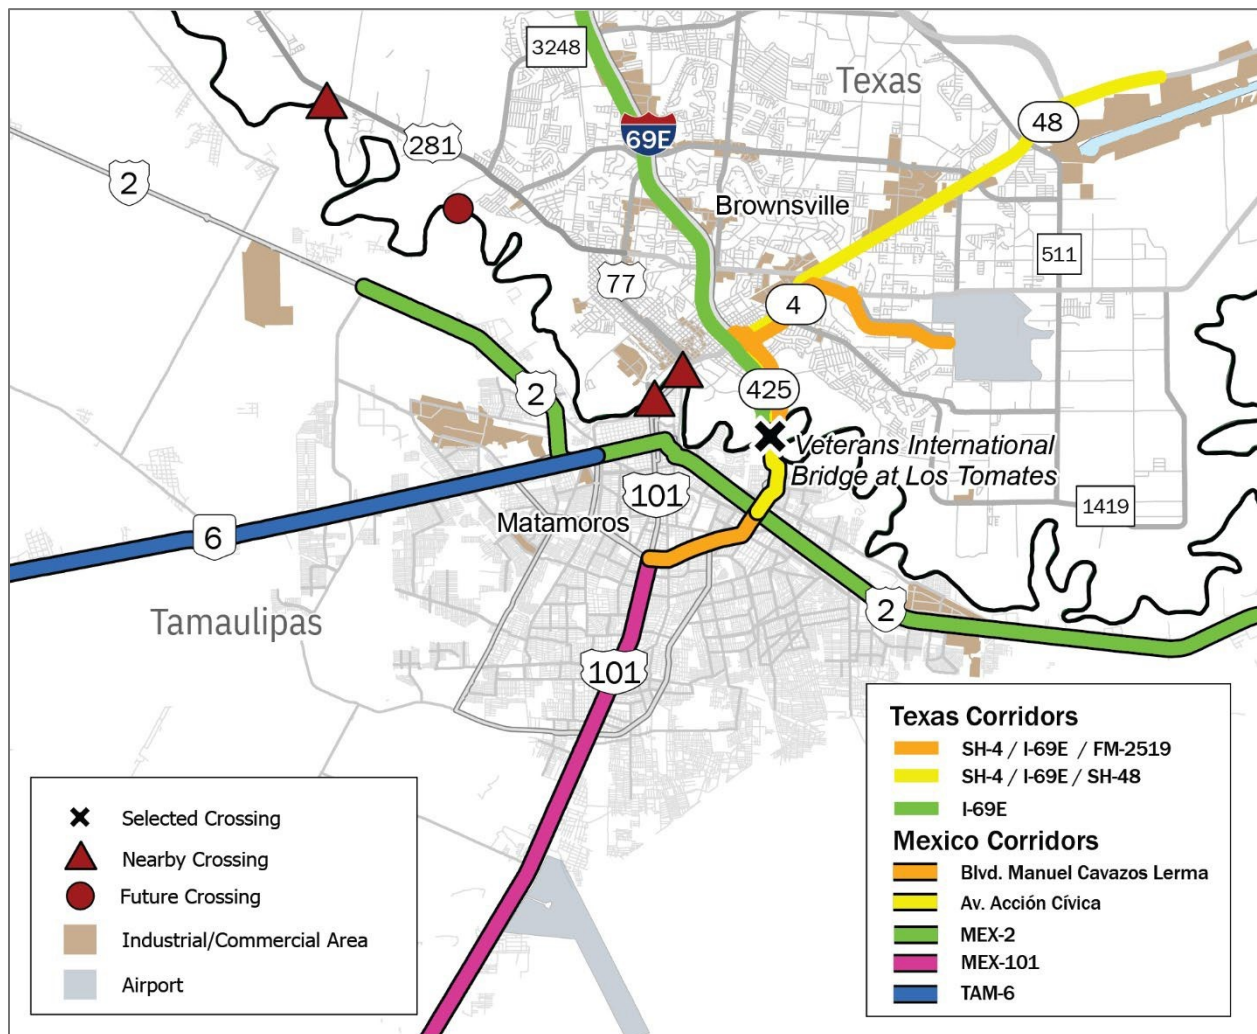 3248
Texas
48
69E
281
2
Brownsville
511
77
4
2
425
Veterans International
Bridge at Los Tomates
101
1419
Matamoros
6
2
Tamaulipas
101
Selected Crossing
Nearby Crossing
Future Crossing
Industrial/Commercial Area
Airport
Texas Corridors
SH-4 / I-69E / FM-2519
SH-4 / I-69E / SH-48
I-69E
Mexico Corridors
Blvd. Manuel Cavazos Lerma
Av. Acción Cívica
MEX-2
MEX-101
TAM-6